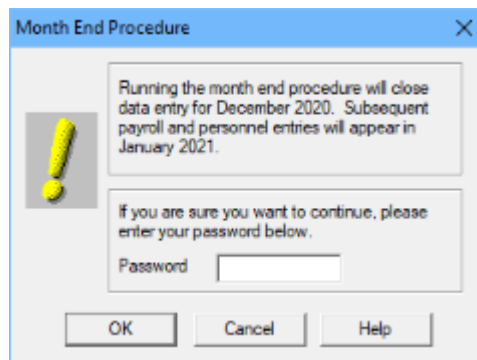 Month End Procedure
Running the month end procedure will close
data entry for December 2020. Subsequent
payroll and personnel entries will appear in
January 2021.
If you are sure you want to continue, please
enter your password below.
Password
OK Cancel Help